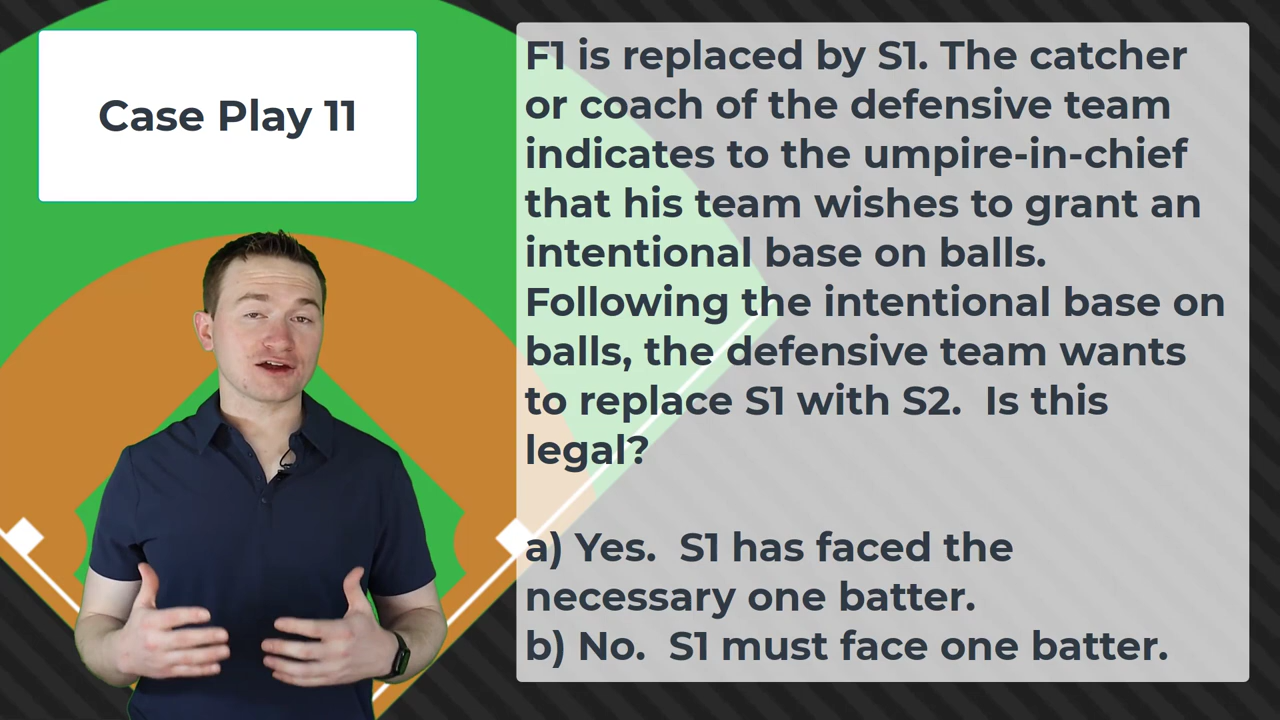 Case Play 11
F1 is replaced by S1. The catcher
or coach of the defensive team
indicates to the umpire-in-chief
that his team wishes to grant an
intentional base on balls.
Following the intentional base on
balls, the defensive team wants
to replace S1 with S2.  Is this
legal?
a) Yes.  S1 has faced the
necessary one batter.
b) No.  S1 must face one batter.